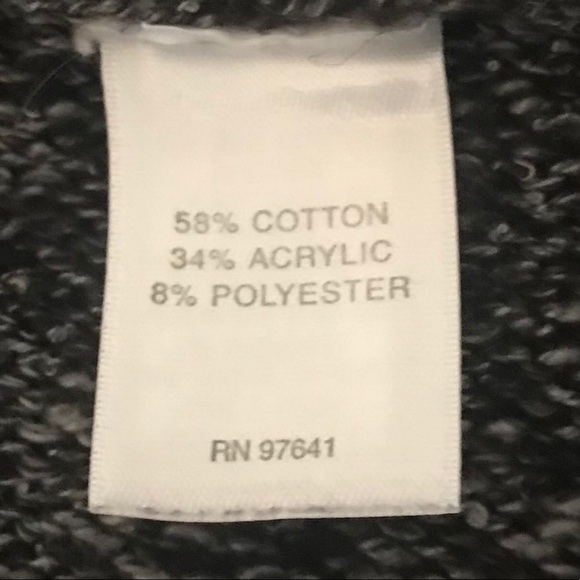 58% COTTON
34% ACRYLIC
8% POLYESTER
RN 97641